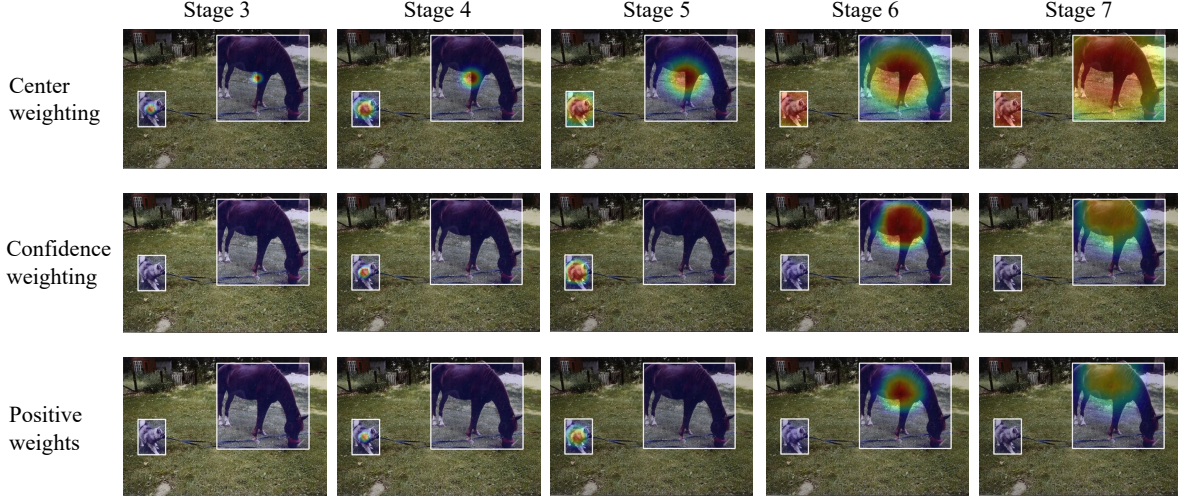 Stage 3 Stage 4 Stage 5 Stage 6 Stage 7
Center
weighting
Confidence
weighting
Positive
weights